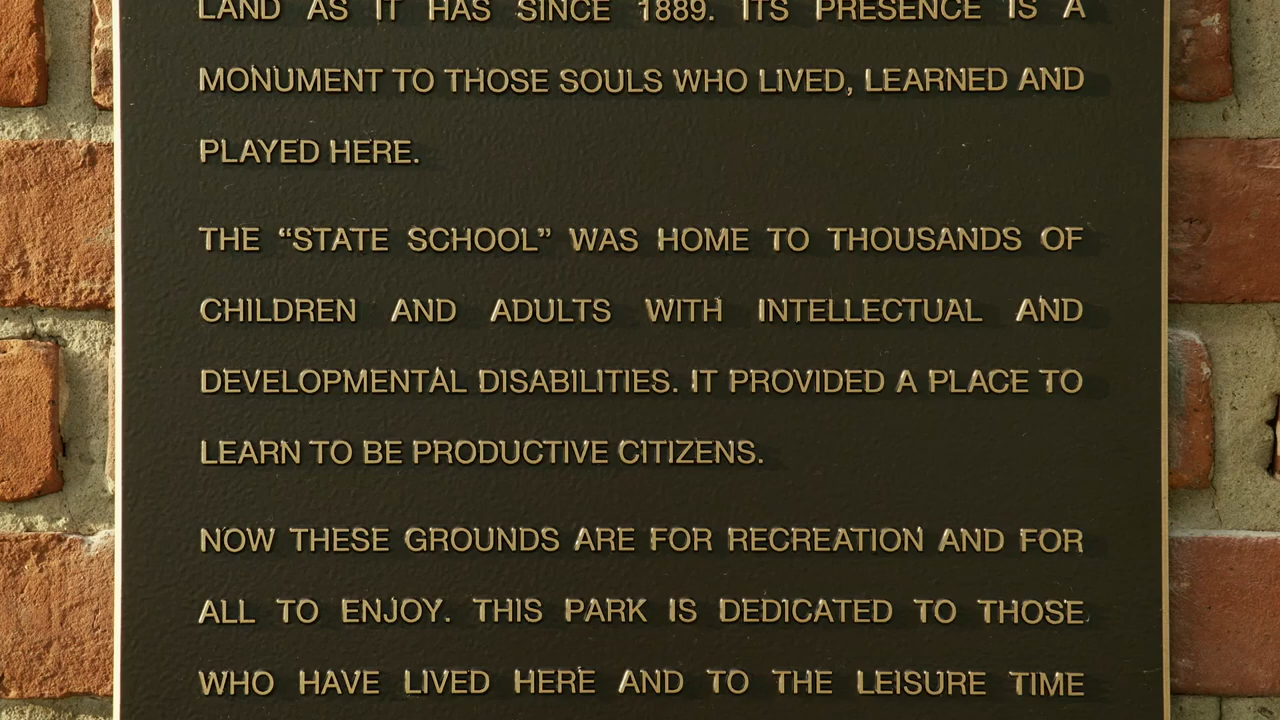 LAND AS IT HAS SINCE 1889. ITS PRESENCE IS A
MONUMENT TO THOSE SOULS WHO LIVED, LEARNED AND
PLAYED HERE.
THE “STATE SCHOOL” WAS HOME TO THOUSANDS OF
CHILDREN AND ADULTS WITH INTELLECTUAL AND
DEVELOPMENTAL DISABILITIES. IT PROVIDED A PLACE TO
LEARN TO BE PRODUCTIVE CITIZENS.
NOW THESE GROUNDS ARE FOR RECREATION AND FOR
ALL TO ENJOY. THIS PARK IS DEDICATED TO THOSE
WHO HAVE LIVED HERE AND TO THE LEISURE TIME